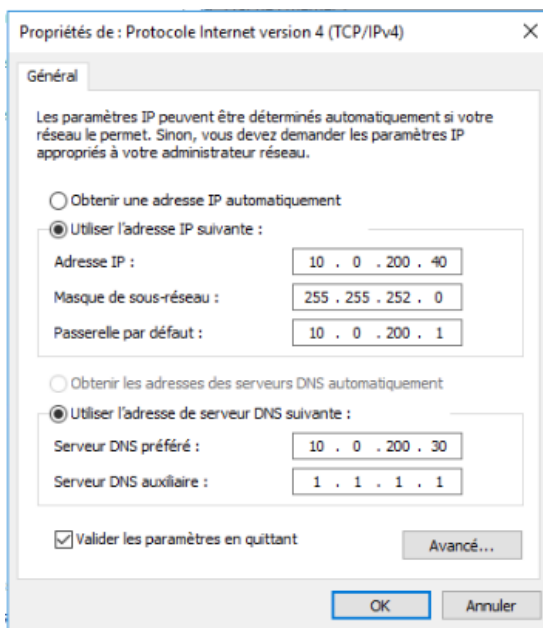 Propriétés de : Protocole Internet version 4 (TCP/IPv4)
Général
Les paramètres IP peuvent être déterminés automatiquement si votre
réseau le permet. Sinon, vous devez demander les paramètres IP
appropriés à votre administrateur réseau.
Obtenir une adresse IP automatiquement
Utiliser l'adresse IP suivante :
Adresse IP : 10 . 0 . 200 . 40
Masque de sous-réseau : 255 . 255 . 252 . 0
Passerelle par défaut : 10 . 0 . 200 . 1
Obtenir les adresses des serveurs DNS automatiquement
Utiliser l'adresse de serveur DNS suivante :
Serveur DNS préféré : 10 . 0 . 200 . 30
Serveur DNS auxiliaire : 1 . 1 . 1 . 1
Valider les paramètres en quittant
Avancé...
OK Annuler